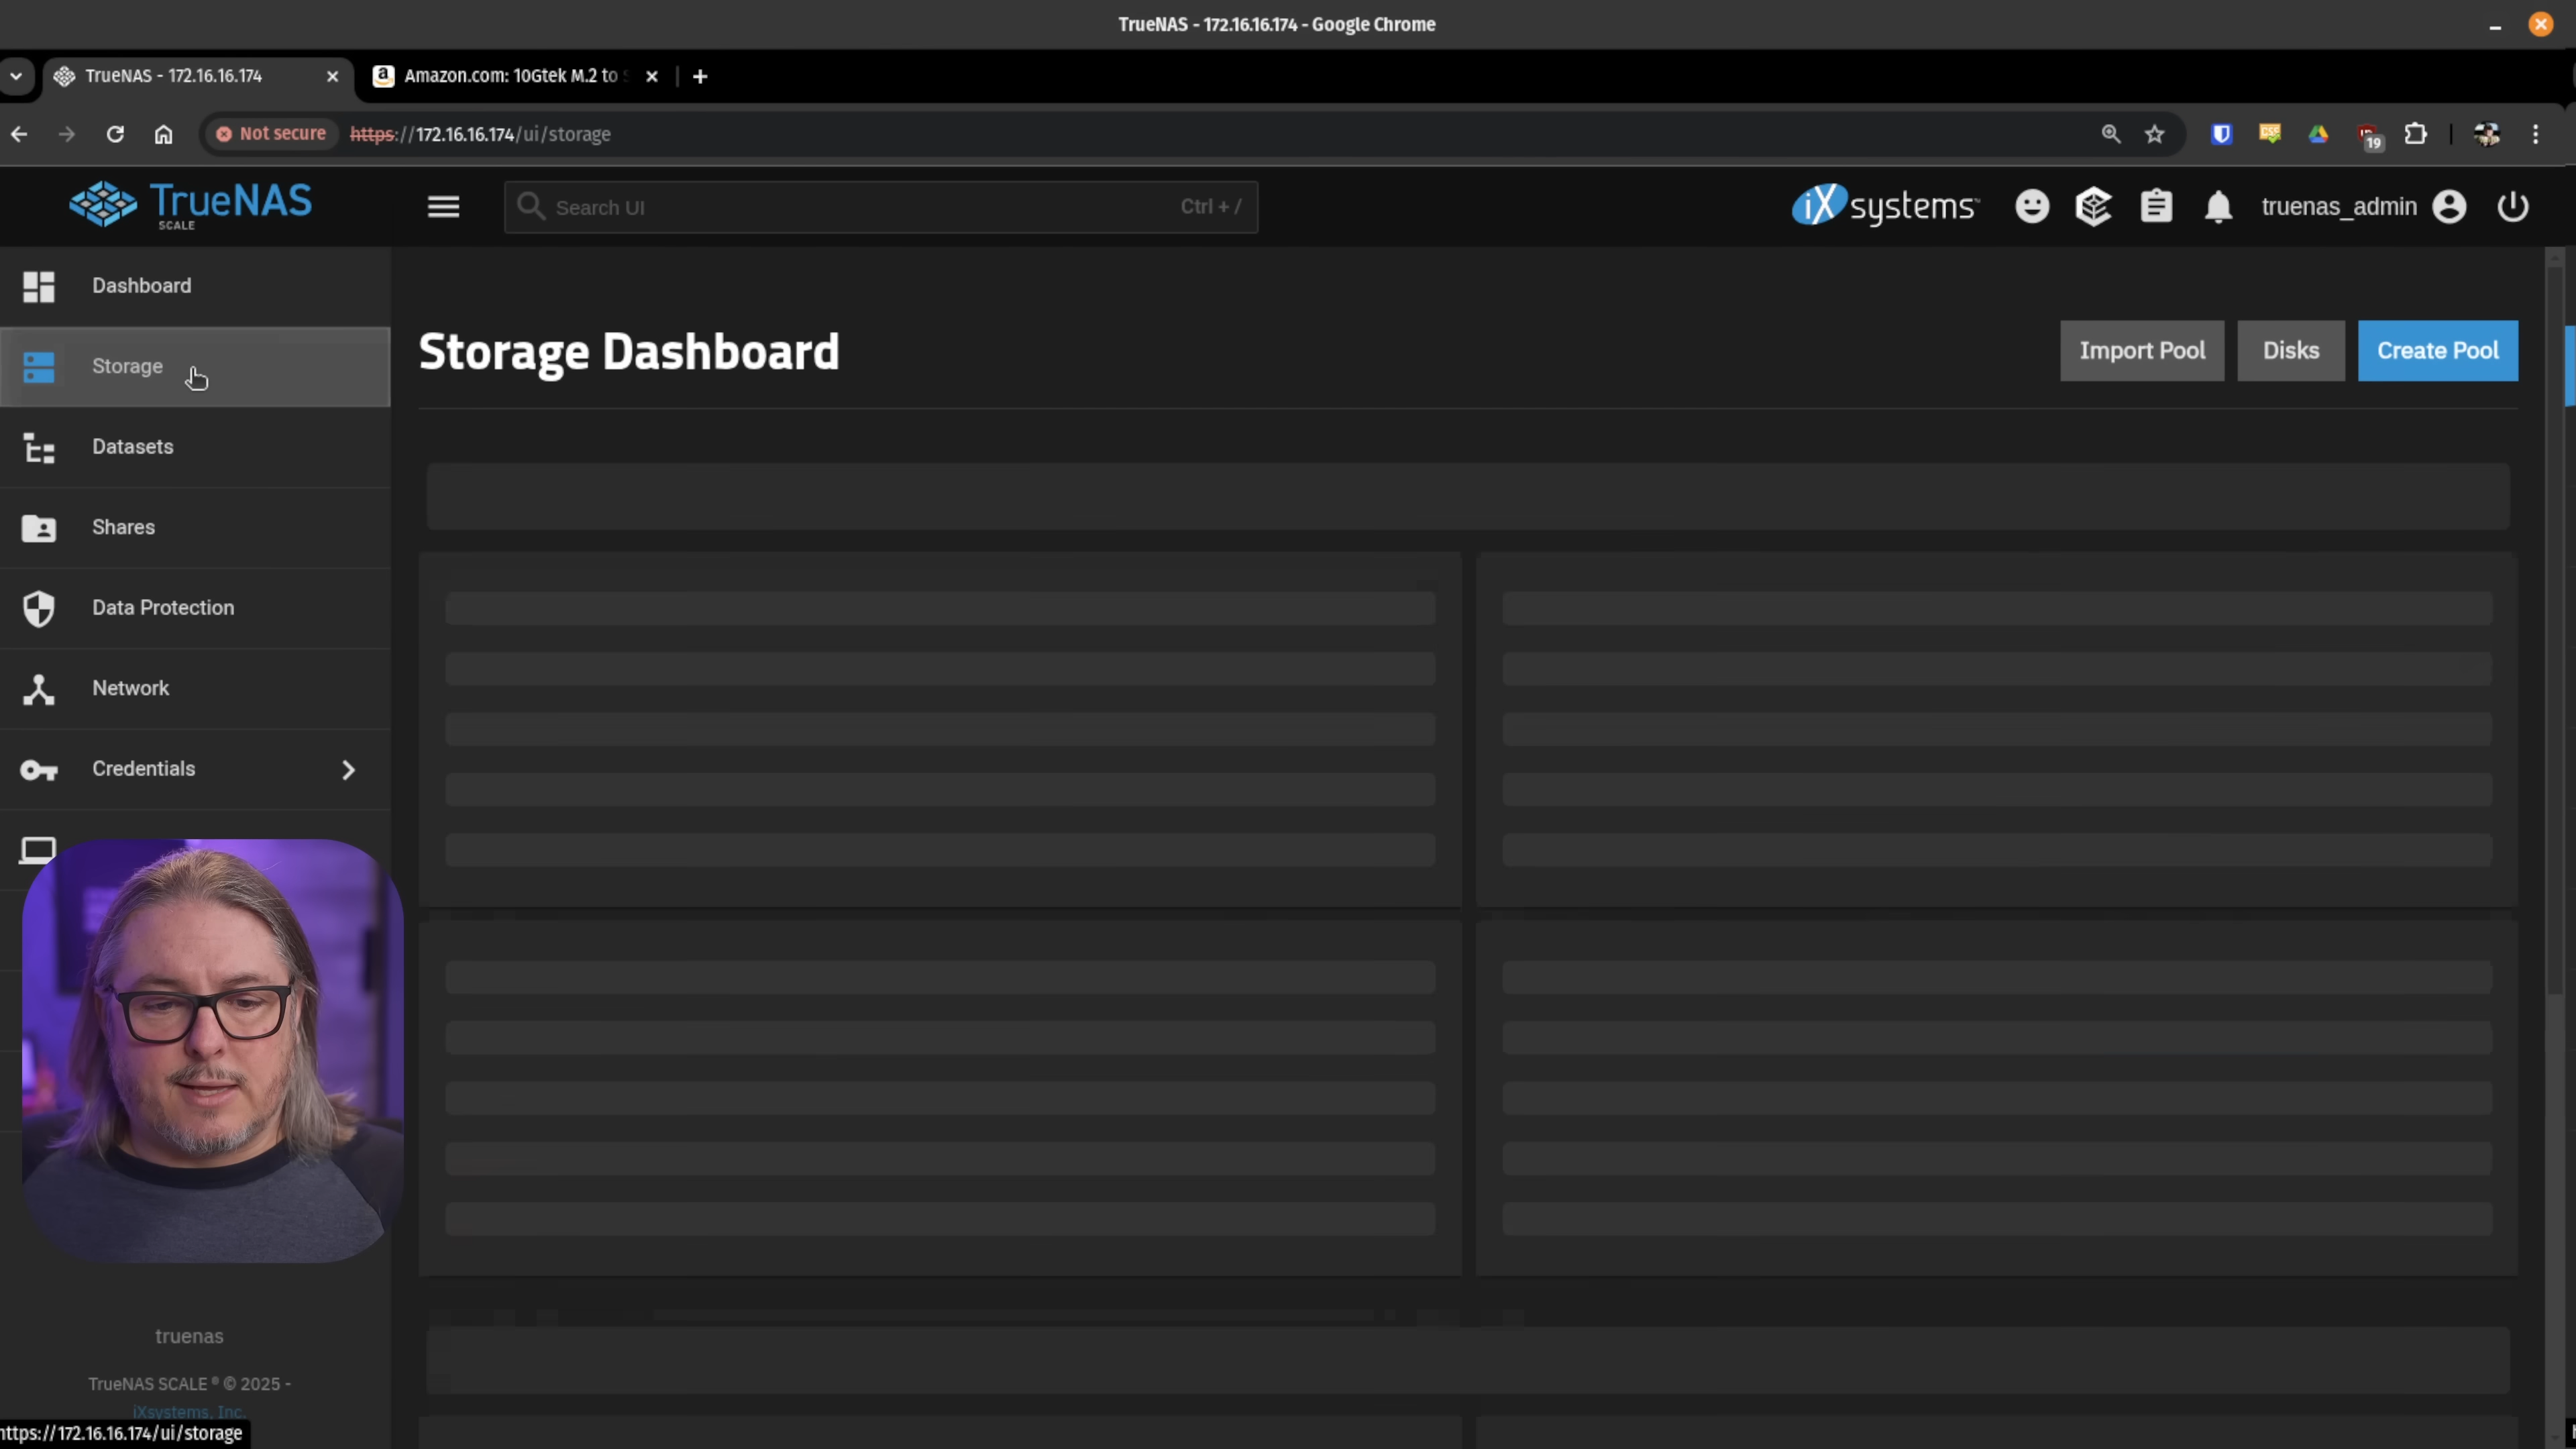 TrueNAS - 172.16.16.174 - Google Chrome
TrueNAS - 172.16.16.174
Amazon.com: 10Gtek M.2 to
Not secure
https://172.16.16.174/ui/storage
19
TrueNAS
SCALE
Search UI
Ctrl + /
iX systems™
truenas_admin
Dashboard
Storage
Datasets
Shares
Data Protection
Network
Credentials
Storage Dashboard
Import Pool
Disks
Create Pool
truenas
TrueNAS SCALE ® © 2025 -
iXsystems, Inc.
https://172.16.16.174/ui/storage